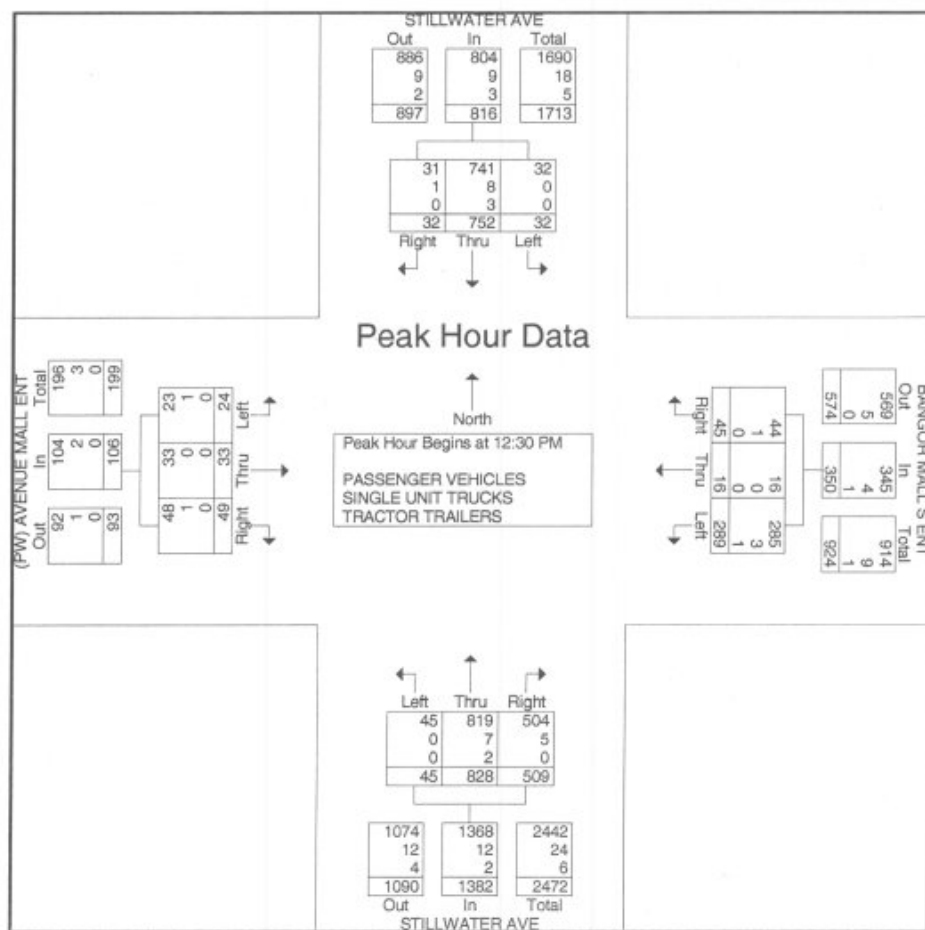 STILLWATER AVE
Out In Total
886 804 1690
9 9 18
2 3 5
897 816 1713
31 741 32
1 8 0
0 3 0
32 752 32
Right Thru Left
Peak Hour Data
North
Peak Hour Begins at 12:30 PM
PASSENGER VEHICLES
SINGLE UNIT TRUCKS
TRACTOR TRAILERS
(PW) AVENUE MALL ENT
Out In Total
92 104 196
1 2 3
0 0 0
93 106 199
Right Thru Left
48 33 23
1 0 1
0 0 0
49 33 24
BANGOR MALL S ENT
Out In Total
569 345 914
5 4 9
0 1 1
574 350 924
44 16 285
1 0 3
0 0 1
45 16 289
Right Thru Left
Left Thru Right
45 819 504
0 7 5
0 2 0
45 828 509
1074 1368 2442
12 12 24
4 2 6
1090 1382 2472
Out In Total
STILLWATER AVE